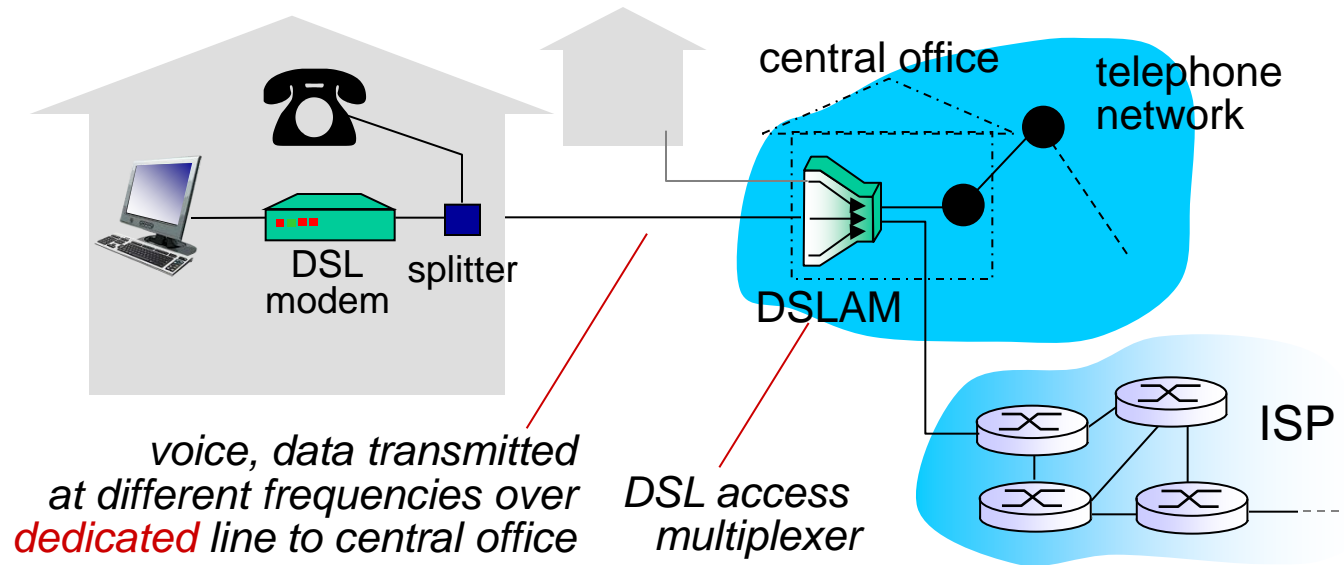 central office
telephone
network
DSL
modem
splitter
DSLAM
ISP
voice, data transmitted
at different frequencies over
dedicated line to central office
DSL access
multiplexer